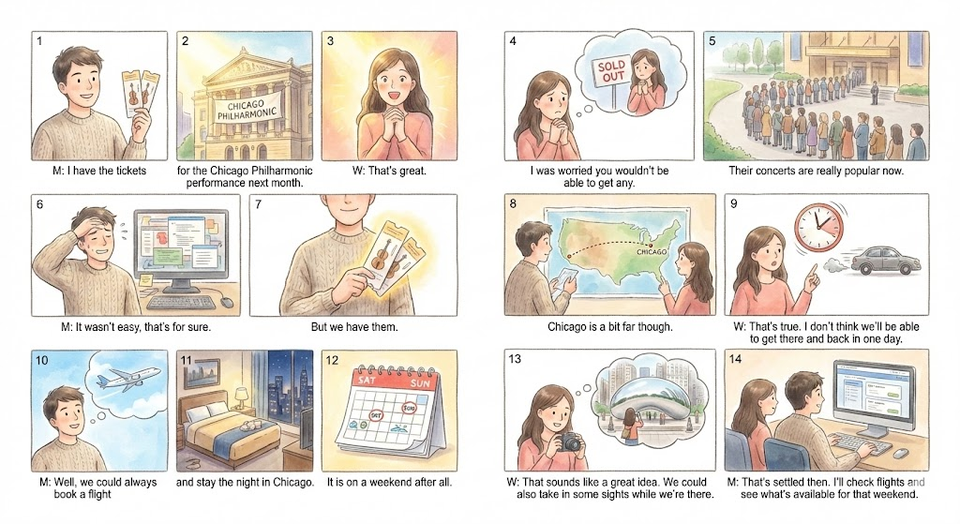 1
M: I have the tickets
2
CHICAGO
PHILHARMONIC
for the Chicago Philharmonic
performance next month.
3
W: That's great.
4
SOLD
OUT
I was worried you wouldn't be
able to get any.
5
Their concerts are really popular now.
6
M: It wasn't easy, that's for sure.
7
But we have them.
8
CHICAGO
Chicago is a bit far though.
9
W: That's true. I don't think we'll be able
to get there and back in one day.
10
M: Well, we could always
book a flight
11
and stay the night in Chicago.
12
SAT SUN
It is on a weekend after all.
13
W: That sounds like a great idea. We could
also take in some sights while we're there.
14
M: That's settled then. I'll check flights and
see what's available for that weekend.